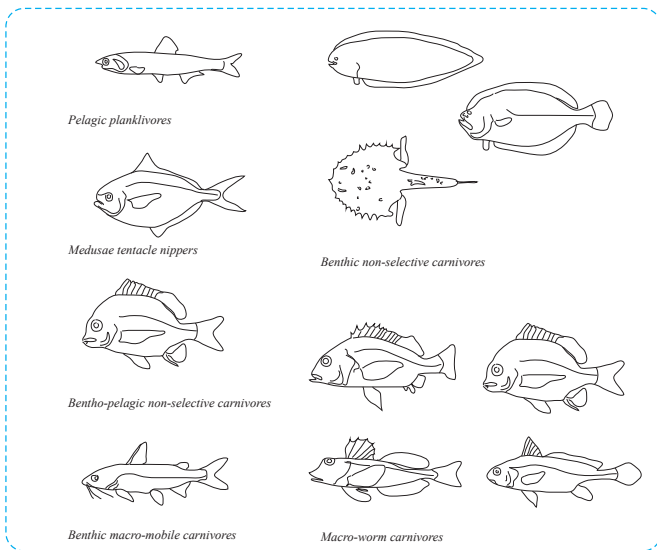 Pelagic planklivores
Medusae tentacle nippers
Benthic non-selective carnivores
Bentho-pelagic non-selective carnivores
Benthic macro-mobile carnivores
Macro-worm carnivores